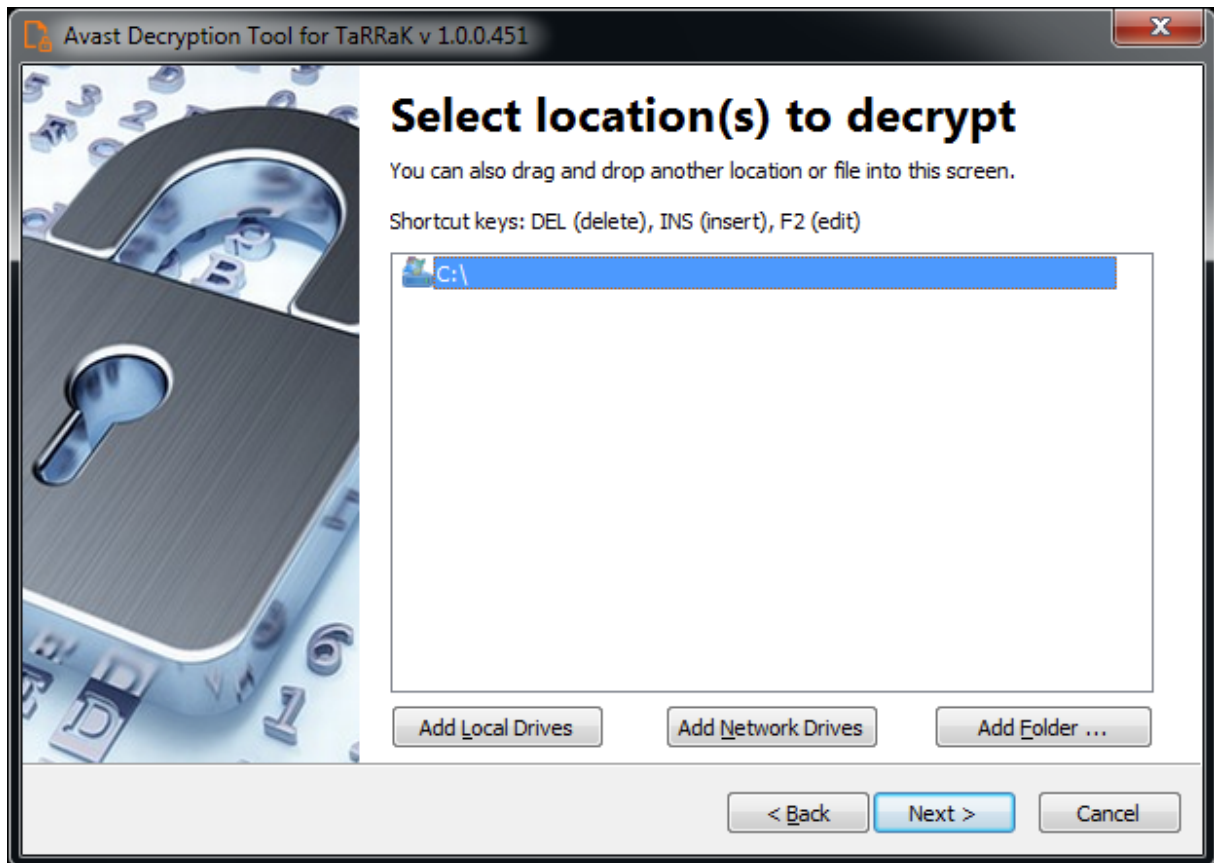 Avast Decryption Tool for TaRRaK v 1.0.0.451
Select location(s) to decrypt
You can also drag and drop another location or file into this screen.
Shortcut keys: DEL (delete), INS (insert), F2 (edit)
C:\
Add Local Drives
Add Network Drives
Add Folder ...
< Back
Next >
Cancel